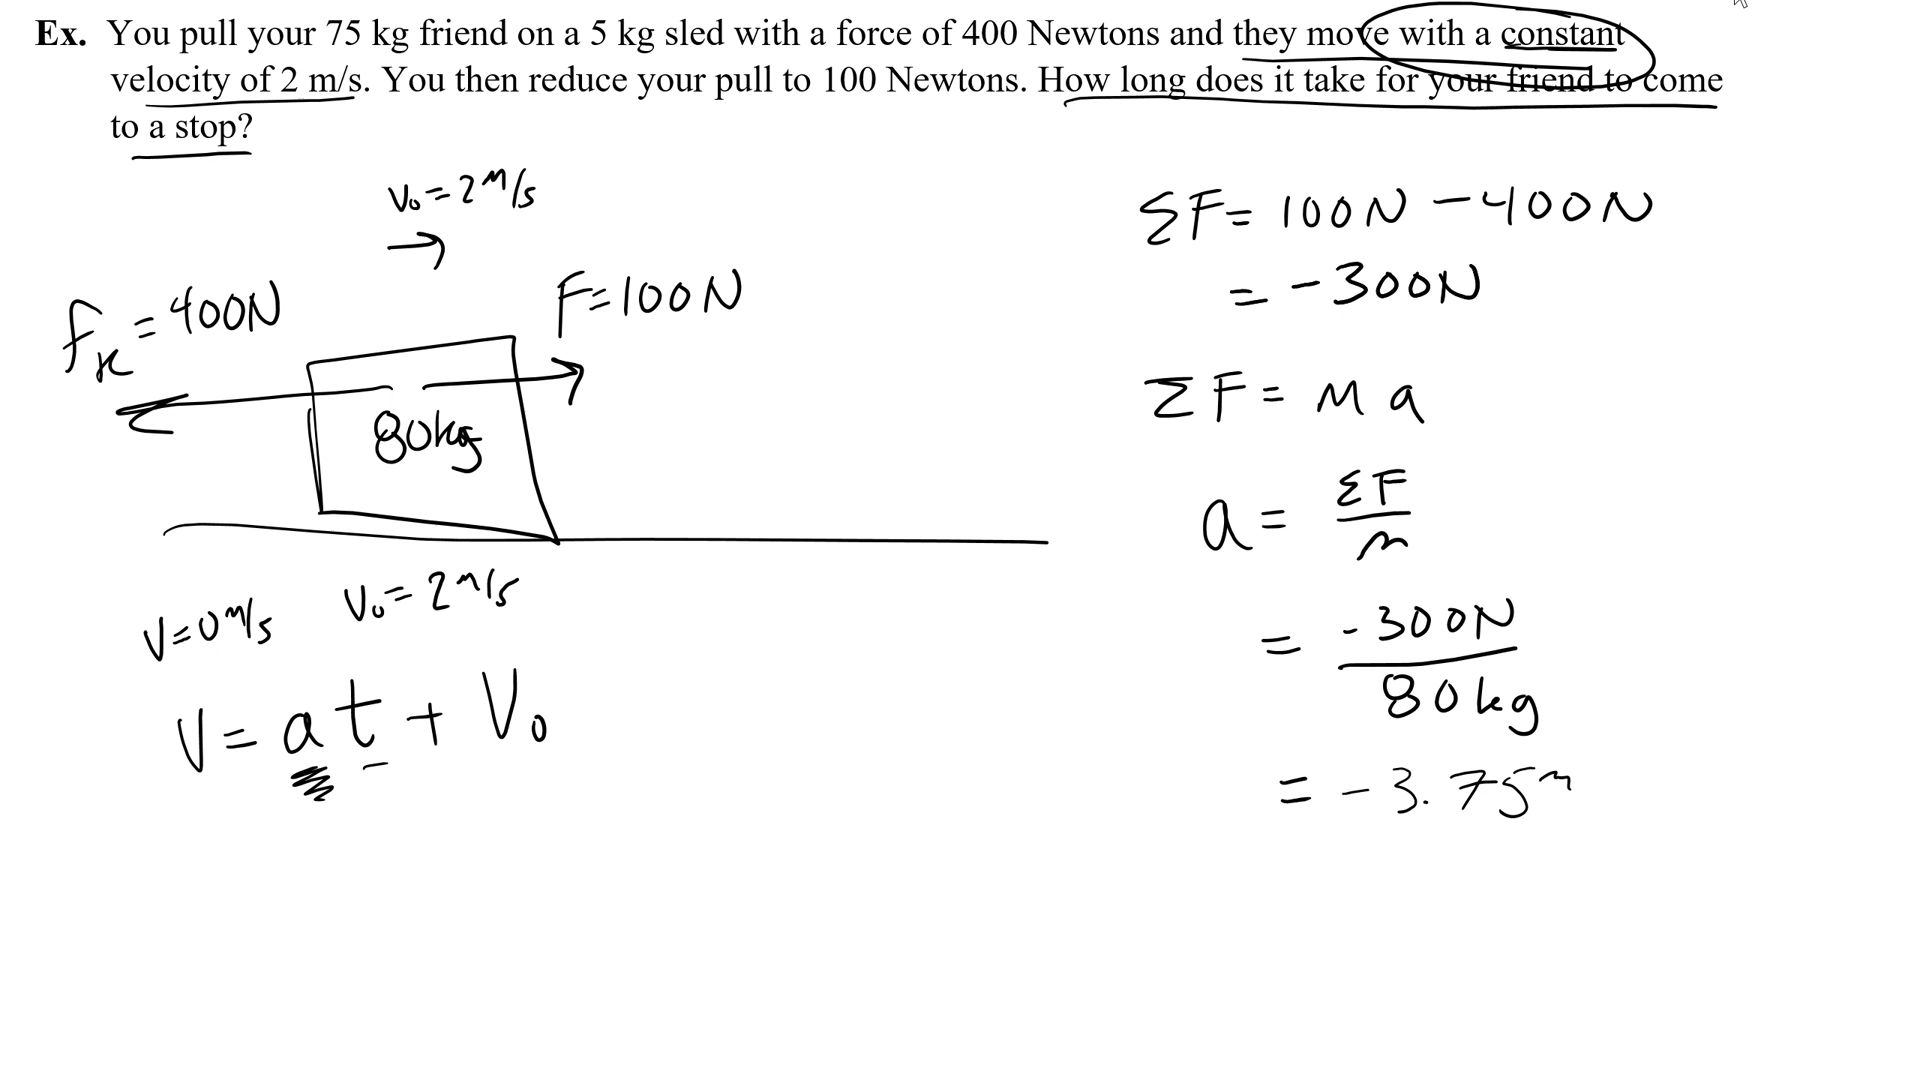 Ex. You pull your 75 kg friend on a 5 kg sled with a force of 400 Newtons and they move with a constant
velocity of 2 m/s. You then reduce your pull to 100 Newtons. How long does it take for your friend to come
to a stop?
V₀ = 2 m/s
fₖ = 400N
F = 100N
80kg
V = 0 m/s
V₀ = 2 m/s
V = at + V₀
ΣF = 100N - 400N
= -300N
ΣF = ma
a = ΣF/m
= -300N/80kg
= -3.75m